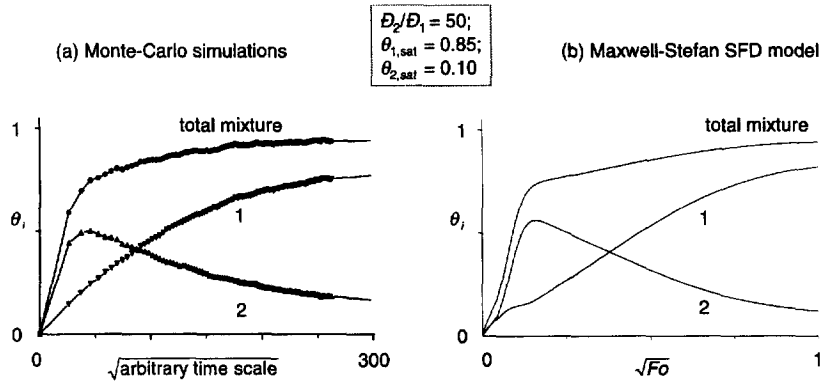 (a) Monte-Carlo simulations
Đ₂/Đ₁ = 50;
θ₁,sat = 0.85;
θ₂,sat = 0.10
(b) Maxwell-Stefan SFD model
total mixture
1
θᵢ
1
2
0
0
√arbitrary time scale
300
total mixture
1
θᵢ
1
2
0
0
√Fo
1